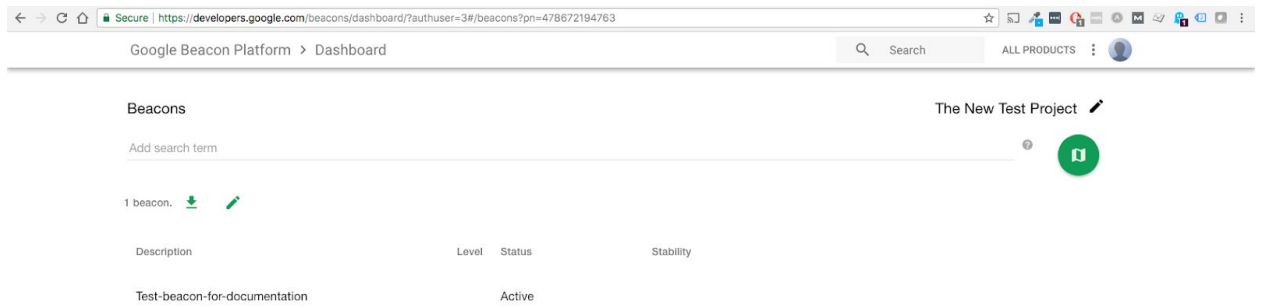 Secure | https://developers.google.com/beacons/dashboard/?authuser=3#/beacons?pn=478672194763
Google Beacon Platform > Dashboard
Search
ALL PRODUCTS
Beacons
The New Test Project
Add search term
1 beacon.
Description Level Status Stability
Test-beacon-for-documentation Active